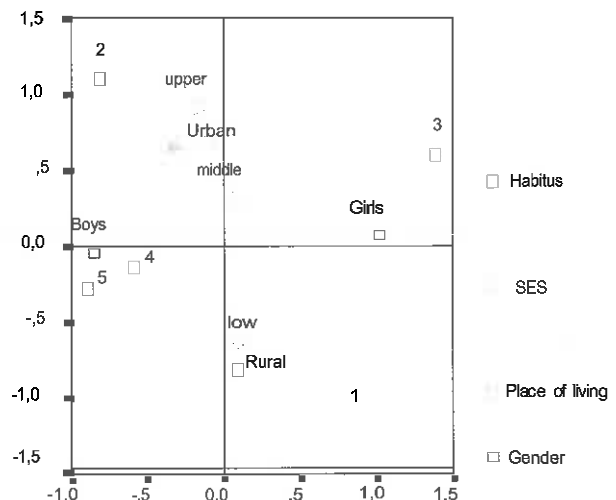 1,5
2
upper
1,0
Urban
3
,5
middle
Habitus
Girls
Boys
0,0
4
5
SES
-,5
low
Rural
-1,0
1
Place of living
Gender
-1,5
-1,0
-,5
0,0
,5
1,0
1,5